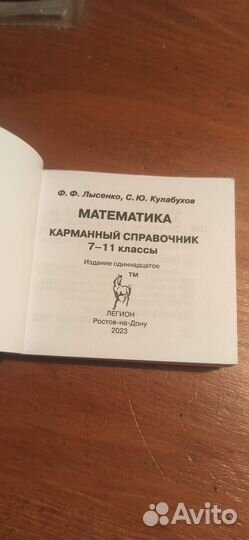 Ф. Ф. Лысенко, С. Ю. Кулабухов
МАТЕМАТИКА
КАРМАННЫЙ СПРАВОЧНИК
7–11 классы
Издание одиннадцатое
ТМ
ЛЕГИОН
Ростов-на-Дону
2023
Avito